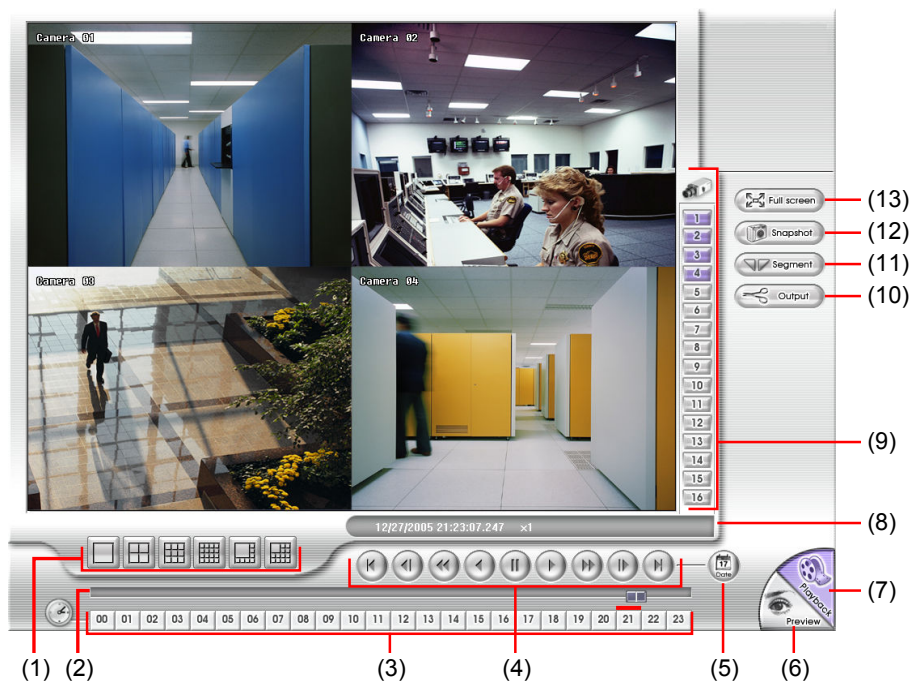 Camera 01
Camera 02
Camera 03
Camera 04
1
2
3
4
5
6
7
8
9
10
11
12
13
14
15
16
Full screen
(13)
Snapshot
(12)
Segment
(11)
Output
(10)
(9)
12/27/2005 21:23:07.247 ×1
(8)
17
Date
Playback
(7)
Preview
00 01 02 03 04 05 06 07 08 09 10 11 12 13 14 15 16 17 18 19 20 21 22 23
(1) (2) (3) (4) (5) (6)